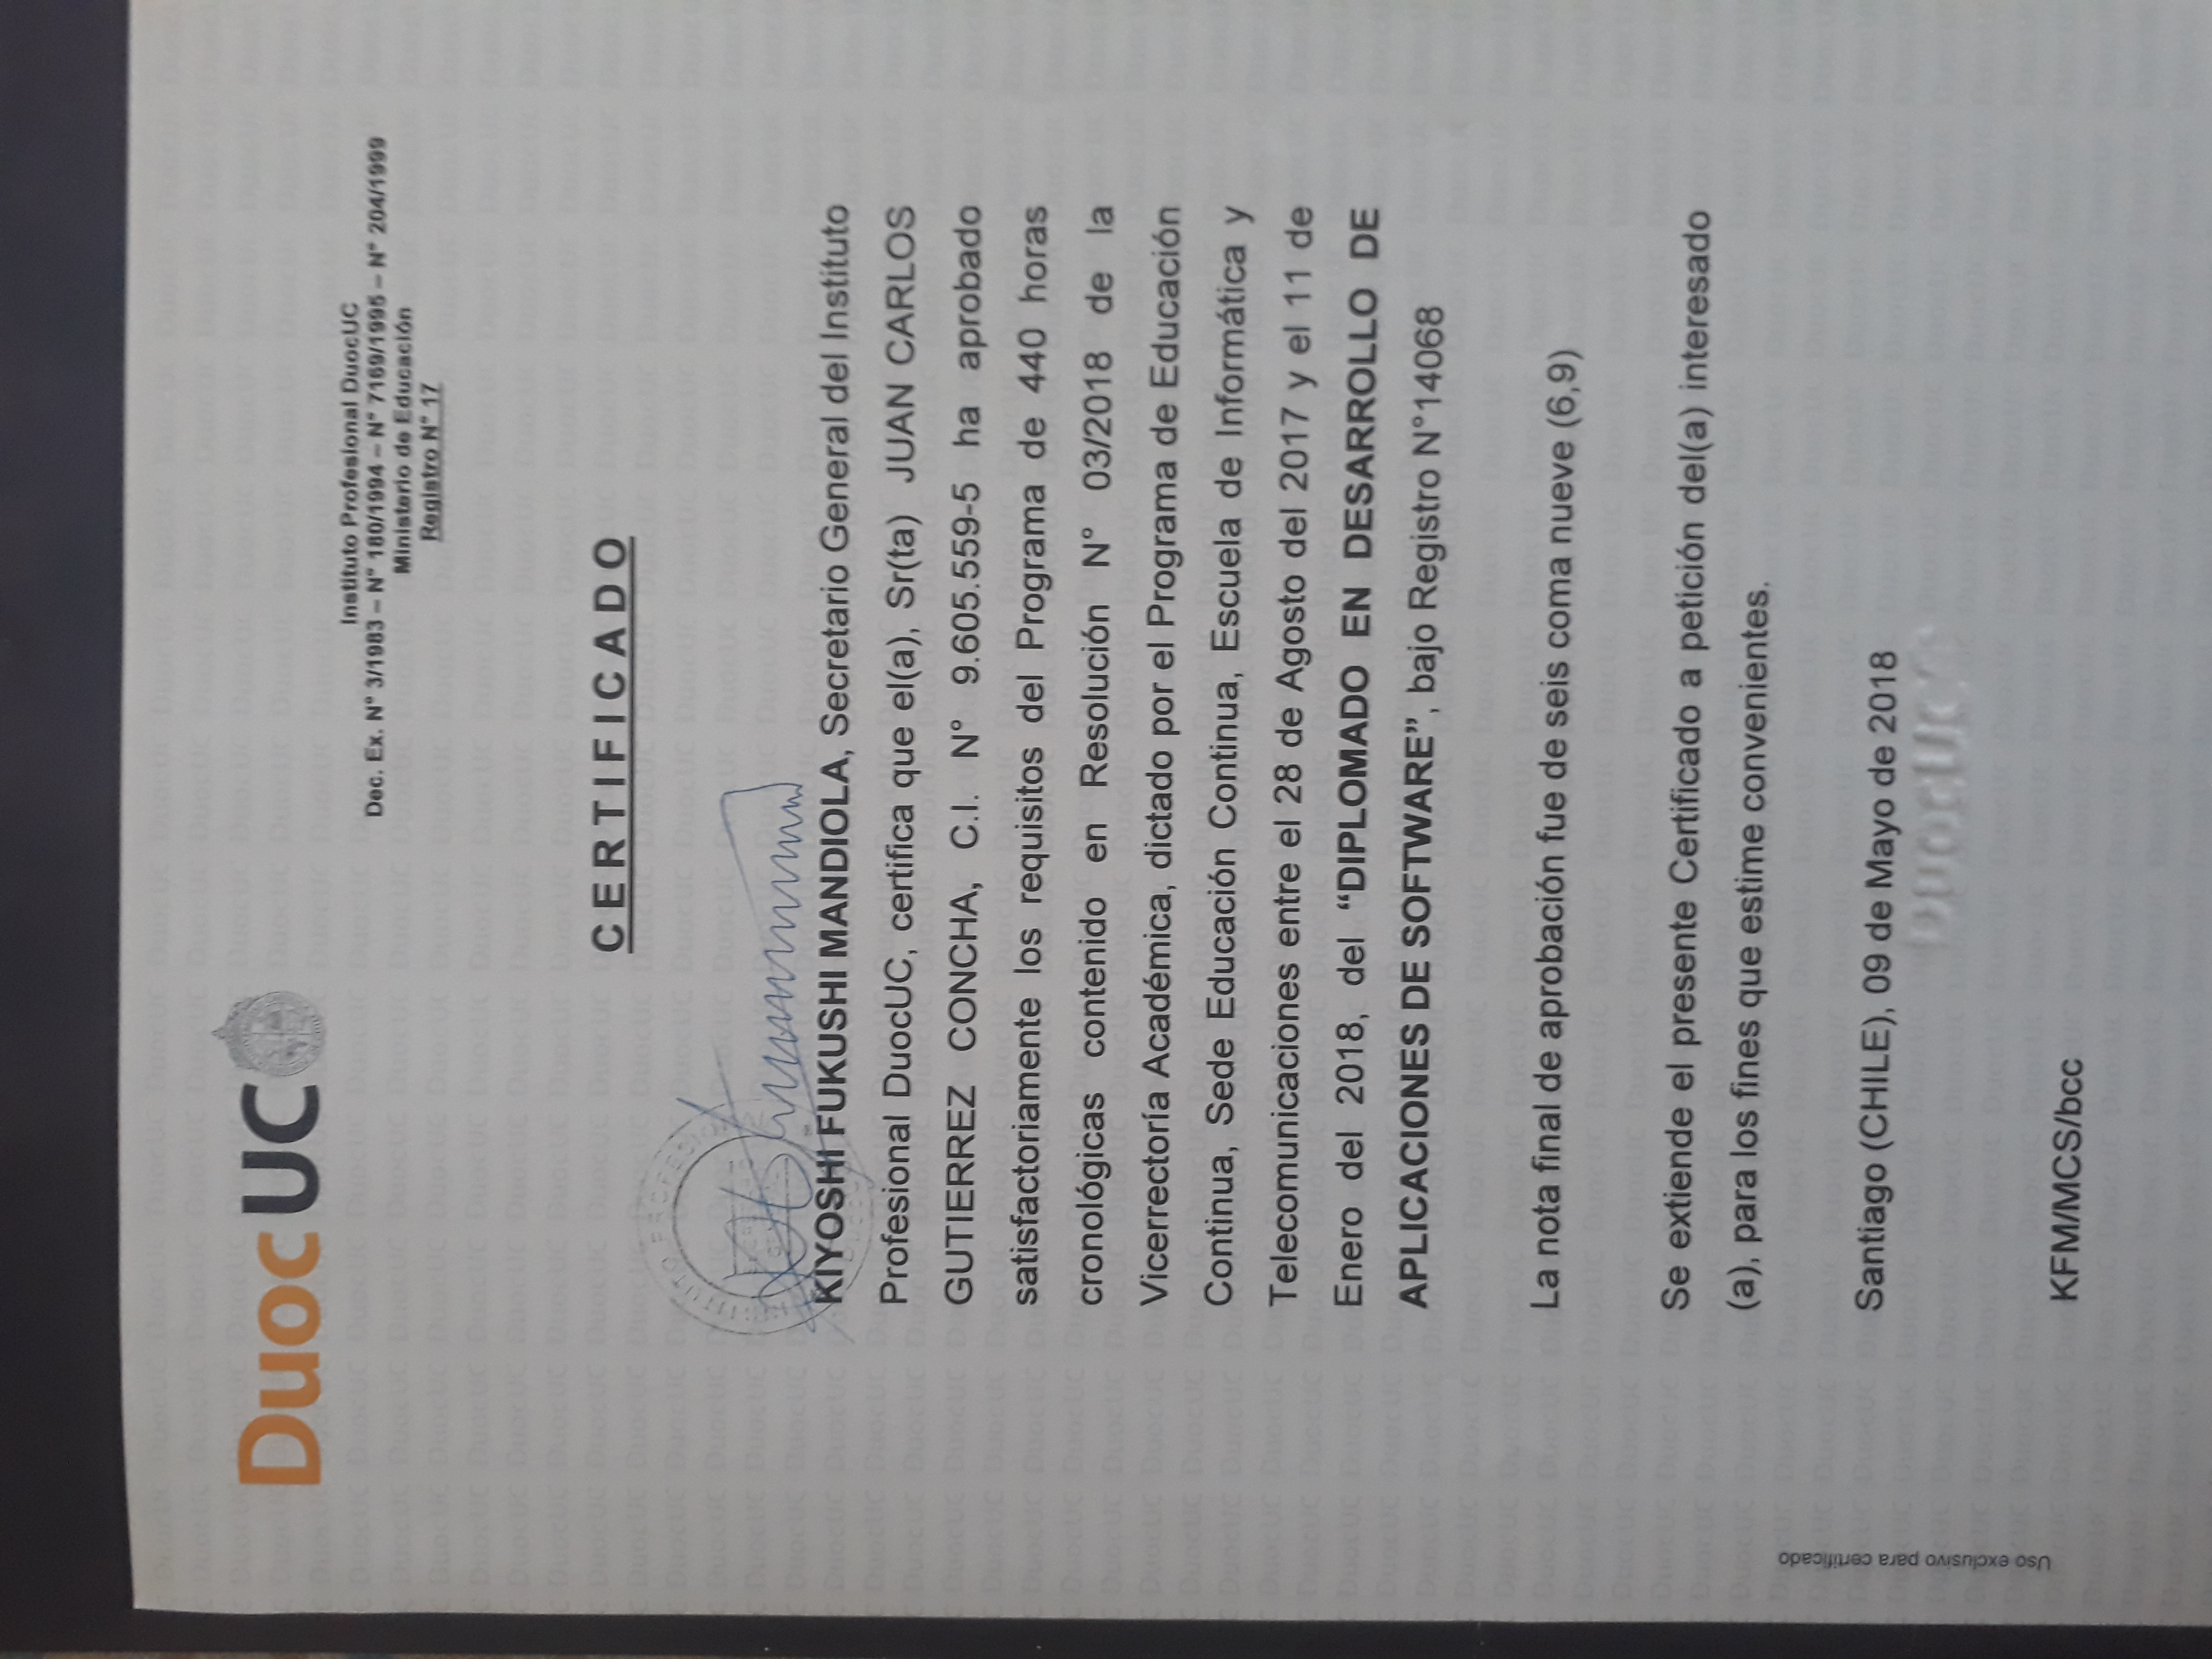 Duoc UC
Instituto Profesional DuocUC
Dec. Ex. N° 3/1983 – N° 180/1994 – N° 7169/1995 – N° 204/1999
Ministerio de Educación
Registro N° 17
CERTIFICADO
KIYOSHI FUKUSHI MANDIOLA, Secretario General del Instituto
Profesional DuocUC, certifica que el(a), Sr(ta) JUAN CARLOS
GUTIERREZ CONCHA, C.I. N° 9.605.559-5 ha aprobado
satisfactoriamente los requisitos del Programa de 440 horas
cronológicas contenido en Resolución N° 03/2018 de la
Vicerrectoría Académica, dictado por el Programa de Educación
Continua, Sede Educación Continua, Escuela de Informática y
Telecomunicaciones entre el 28 de Agosto del 2017 y el 11 de
Enero del 2018, del “DIPLOMADO EN DESARROLLO DE
APLICACIONES DE SOFTWARE”, bajo Registro N°14068
La nota final de aprobación fue de seis coma nueve (6,9)
Se extiende el presente Certificado a petición del(a) interesado
(a), para los fines que estime convenientes.
Santiago (CHILE), 09 de Mayo de 2018
DuocUC
KFM/MCS/bcc
Uso exclusivo para certificado